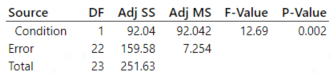 Source DF Adj SS Adj MS F-Value P-Value
Condition 1 92.04 92.042 12.69 0.002
Error 22 159.58 7.254
Total 23 251.63